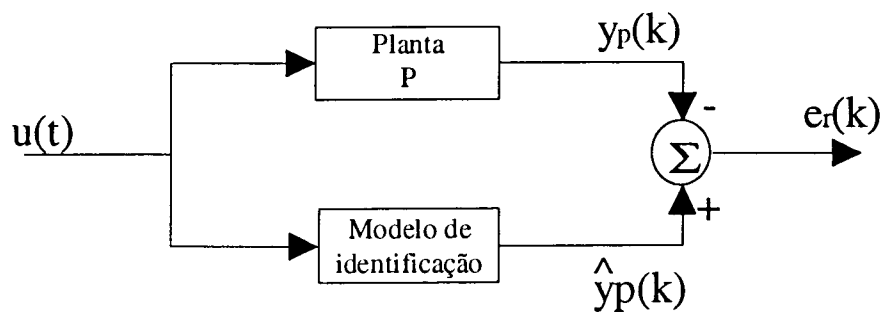 Planta
P
yp(k)
-
er(k)
u(t)
Σ
+
Modelo de
identificação
ŷp(k)